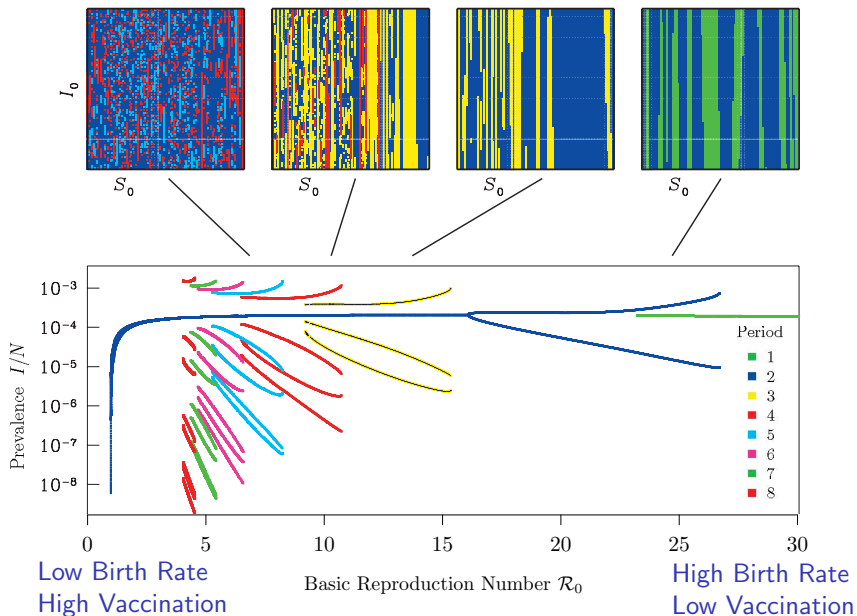 I₀
S₀ S₀ S₀ S₀
Prevalence I/N
10⁻³
10⁻⁴
10⁻⁵
10⁻⁶
10⁻⁷
10⁻⁸
Period
1
2
3
4
5
6
7
8
0 5 10 15 20 25 30
Basic Reproduction Number ℛ₀
Low Birth Rate
High Vaccination
High Birth Rate
Low Vaccination